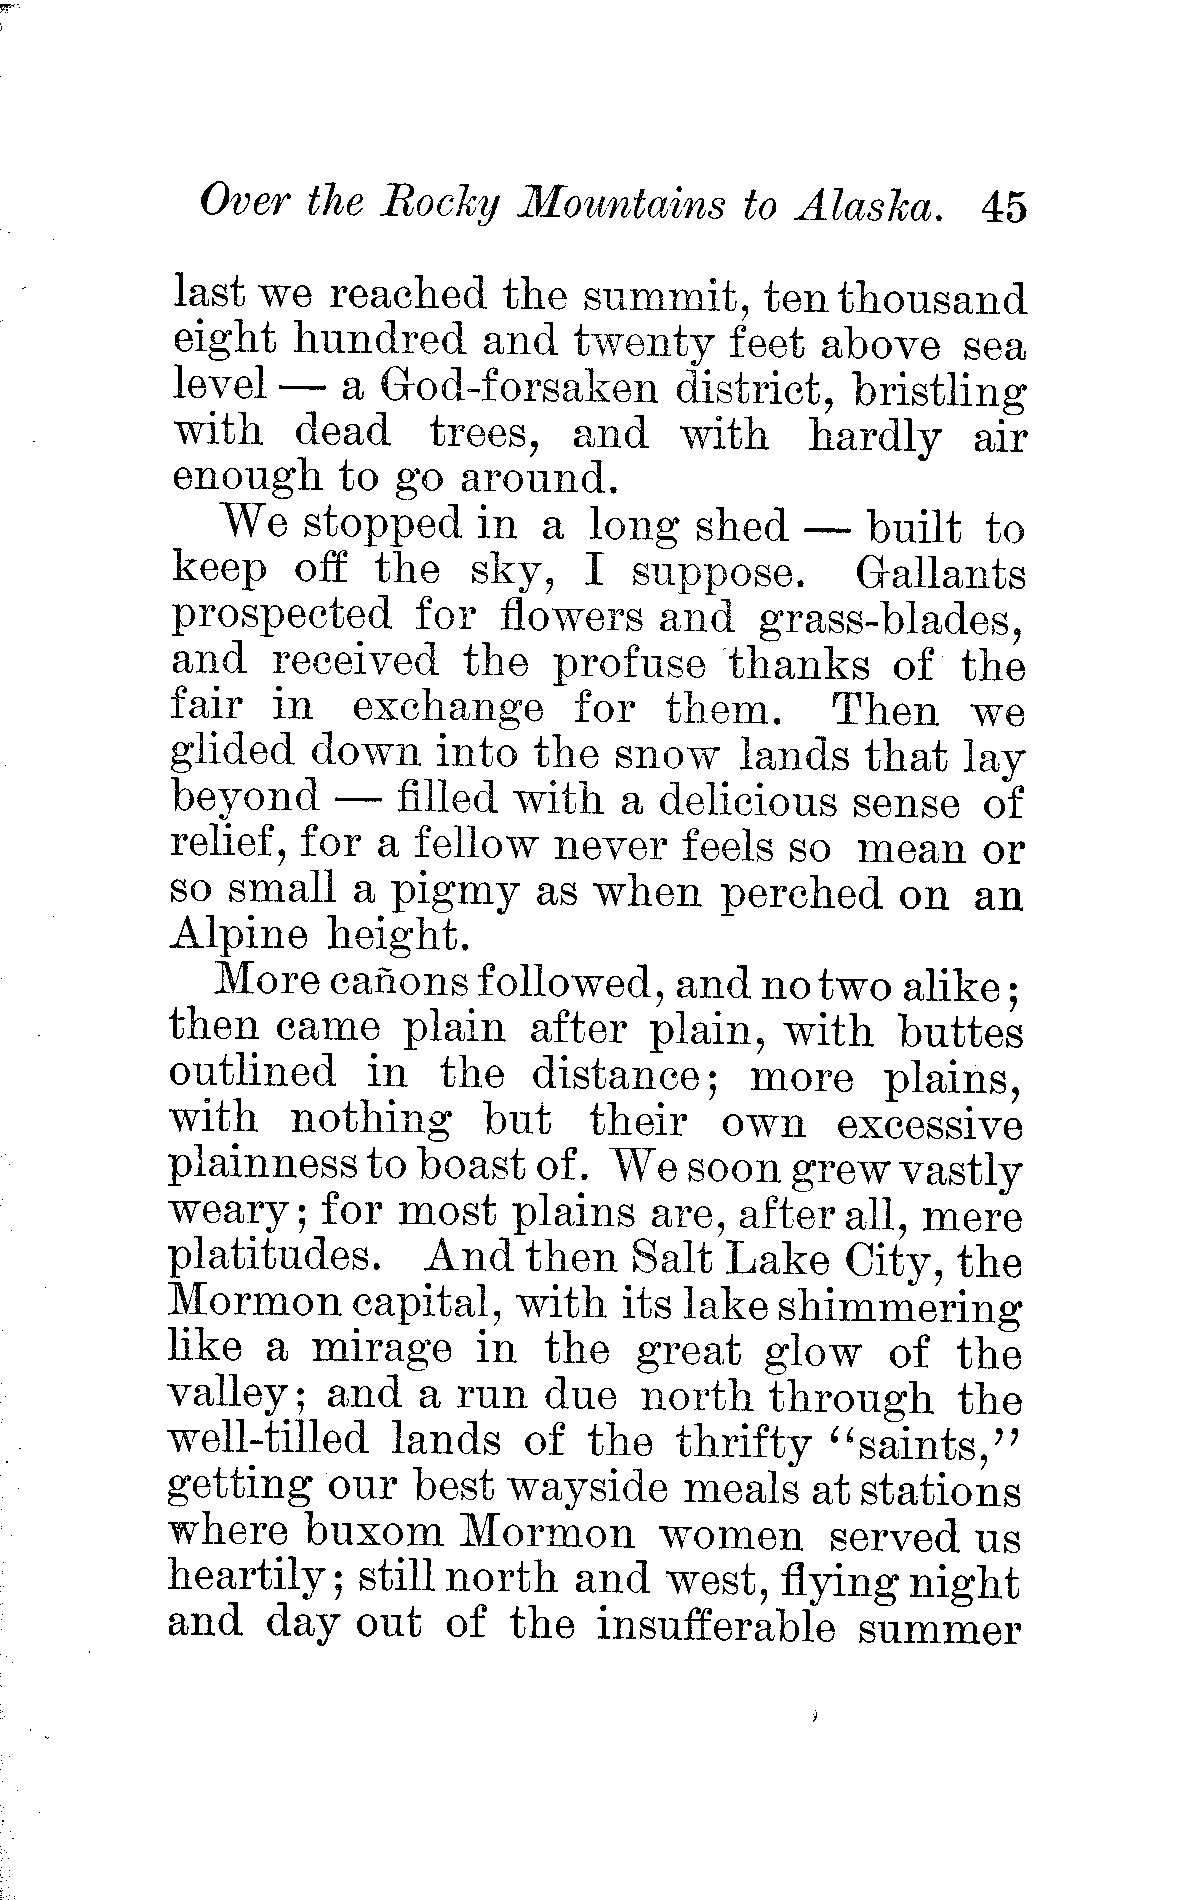 Over the Rocky Mountains to Alaska. 45
last we reached the summit, ten thousand
eight hundred and twenty feet above sea
level — a God-forsaken district, bristling
with dead trees, and with hardly air
enough to go around.
We stopped in a long shed — built to
keep off the sky, I suppose. Gallants
prospected for flowers and grass-blades,
and received the profuse thanks of the
fair in exchange for them. Then we
glided down into the snow lands that lay
beyond — filled with a delicious sense of
relief, for a fellow never feels so mean or
so small a pigmy as when perched on an
Alpine height.
More cañons followed, and no two alike;
then came plain after plain, with buttes
outlined in the distance; more plains,
with nothing but their own excessive
plainness to boast of. We soon grew vastly
weary; for most plains are, after all, mere
platitudes. And then Salt Lake City, the
Mormon capital, with its lake shimmering
like a mirage in the great glow of the
valley; and a run due north through the
well-tilled lands of the thrifty “saints,”
getting our best wayside meals at stations
where buxom Mormon women served us
heartily; still north and west, flying night
and day out of the insufferable summer